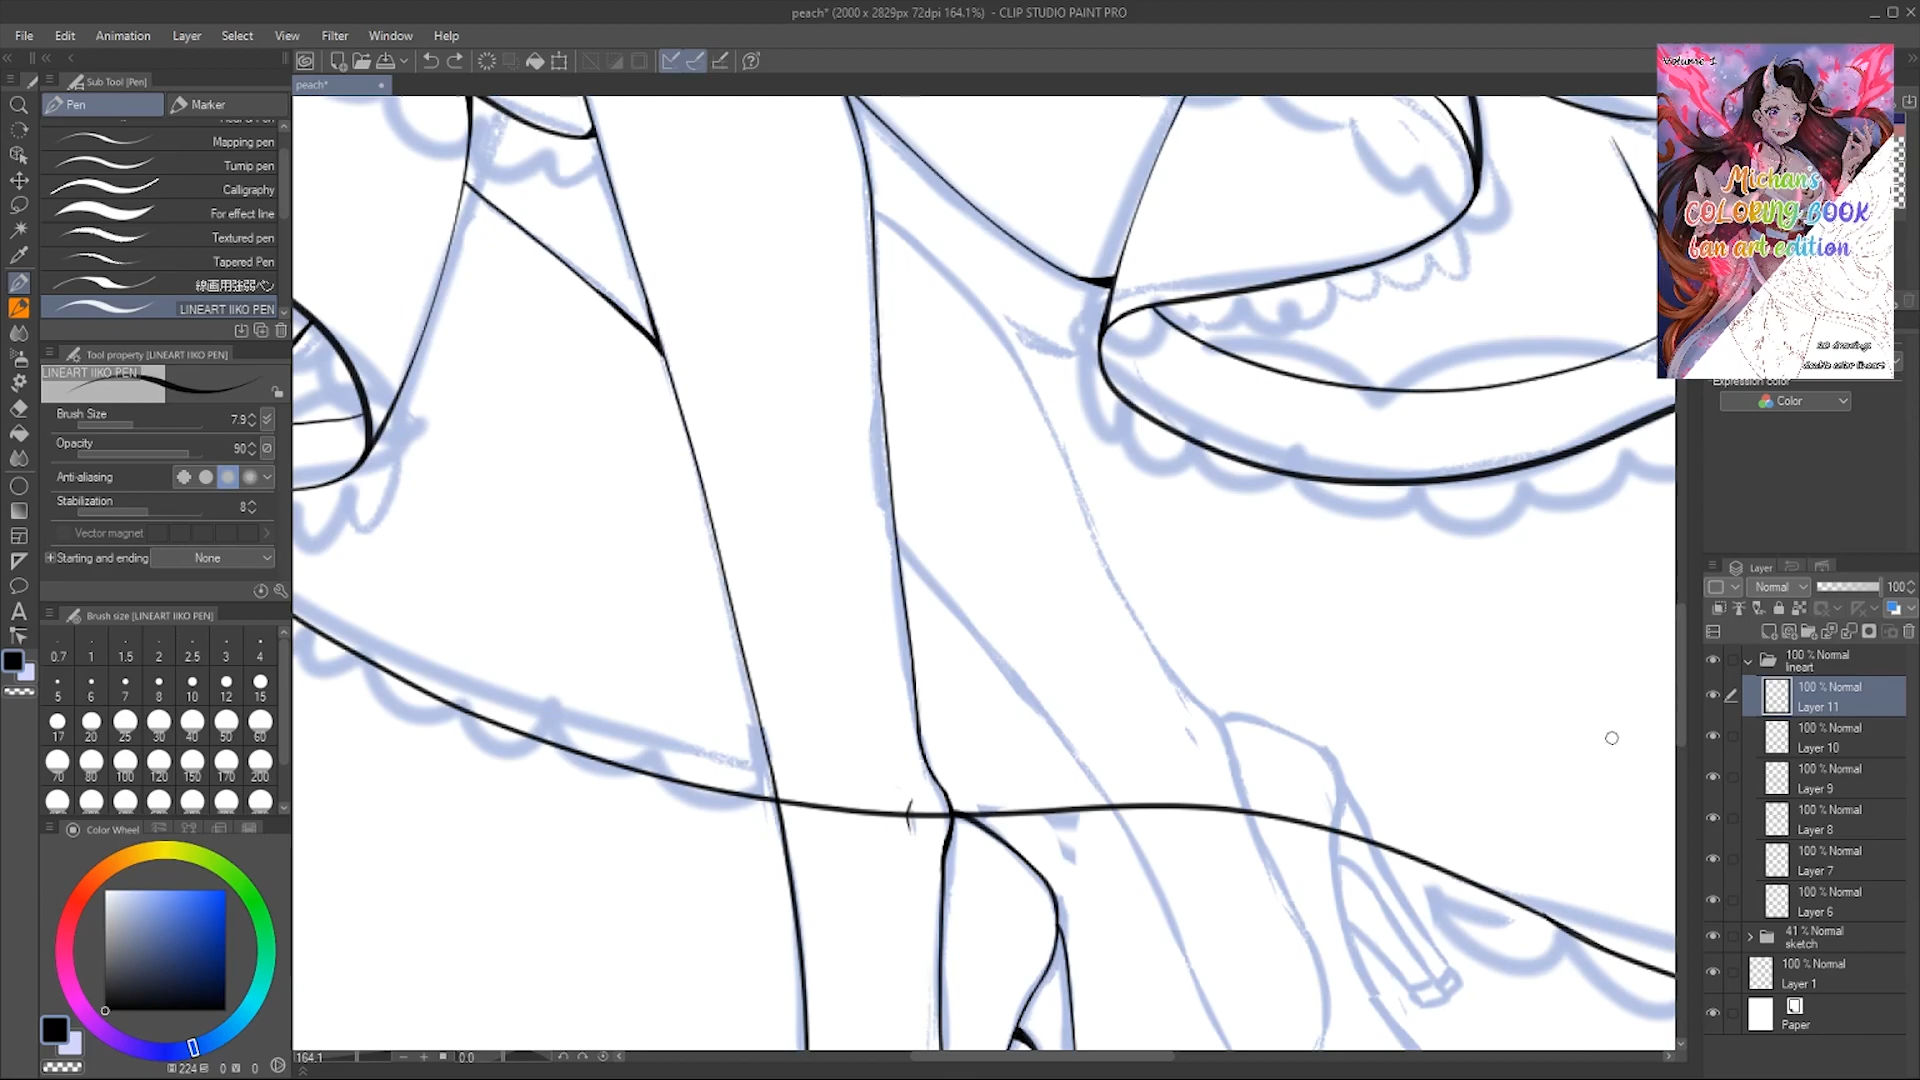 peach* (2000 x 2829px 72dpi 164.1%) - CLIP STUDIO PAINT PRO
File Edit Animation Layer Select View Filter Window Help
Sub Tool [Pen]
peach*
Pen
Marker
Mapping pen
Turnip pen
Calligraphy
For effect line
Textured pen
Tapered Pen
線画用強弱ペン
LINEART IIKO PEN
Tool property [LINEART IIKO PEN]
LINEART IIKO PEN
Brush Size 7.9
Opacity 90
Anti-aliasing
Stabilization 8
Vector magnet
Starting and ending None
Brush size [LINEART IIKO PEN]
0.7 1 1.5 2 2.5 3 4
5 6 7 8 10 12 15
17 20 25 30 40 50 60
70 80 100 120 150 170 200
Color Wheel
H 224 S 0 V 0
164.1
0.0
Volume 1
Michan's
COLORING BOOK
fan art edition
20 drawings
Expression color
Color
Layer
Normal 100
100 % Normal
lineart
100 % Normal
Layer 11
100 % Normal
Layer 10
100 % Normal
Layer 9
100 % Normal
Layer 8
100 % Normal
Layer 7
100 % Normal
Layer 6
41 % Normal
sketch
100 % Normal
Layer 1
Paper